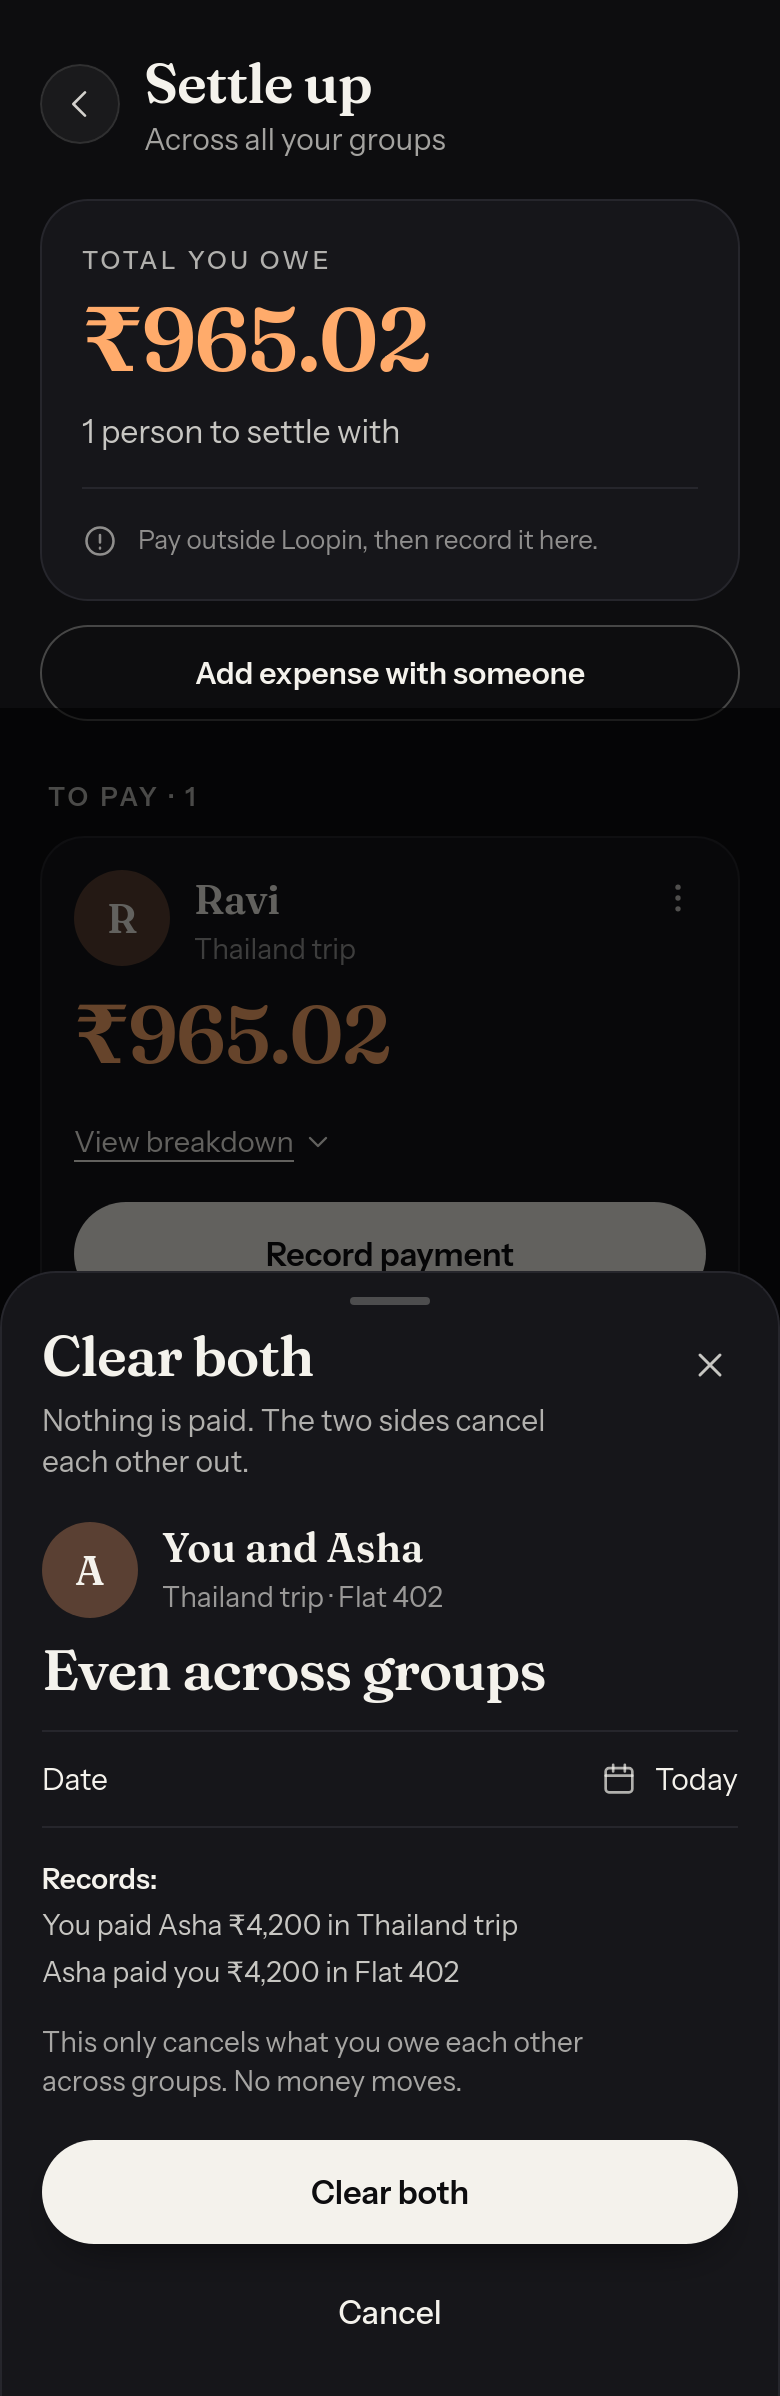 Settle up
Across all your groups
TOTAL YOU OWE
₹965.02
1 person to settle with
Pay outside Loopin, then record it here.
Add expense with someone
TO PAY · 1
R
Ravi
Thailand trip
₹965.02
View breakdown
Record payment
Clear both
Nothing is paid. The two sides cancel
each other out.
A
You and Asha
Thailand trip · Flat 402
Even across groups
Date
Today
Records:
You paid Asha ₹4,200 in Thailand trip
Asha paid you ₹4,200 in Flat 402
This only cancels what you owe each other
across groups. No money moves.
Clear both
Cancel